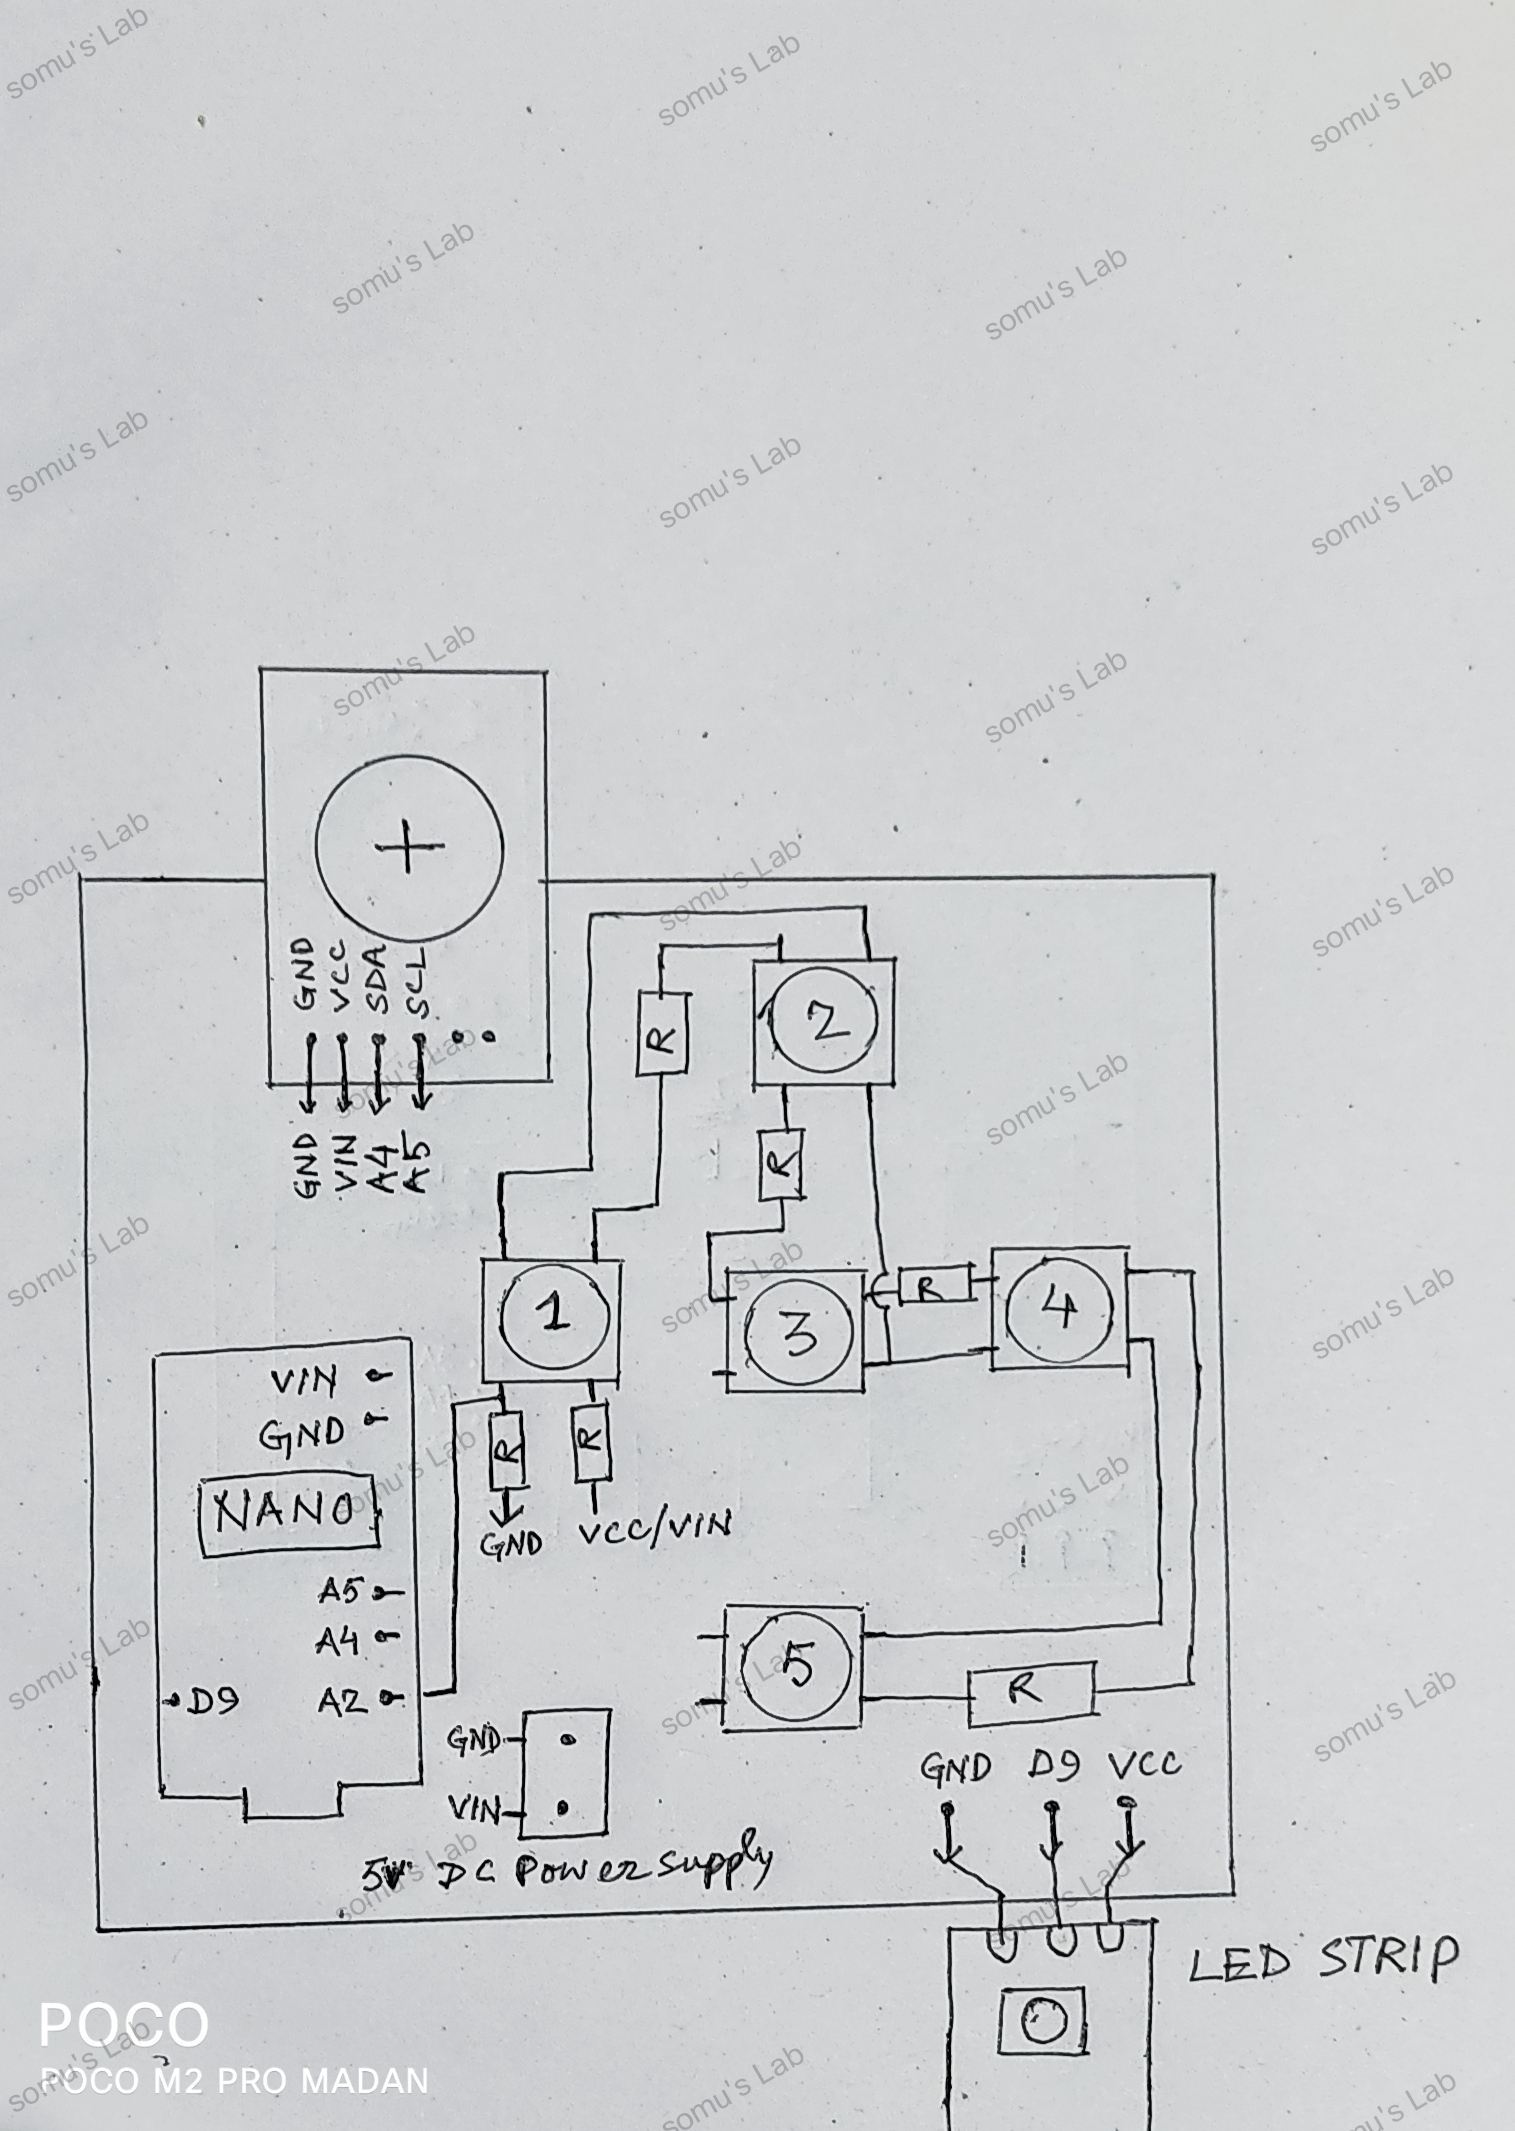 somu's Lab
GND
VCC
SDA
SCL
GND
VIN
A4
A5
R
2
R
1
3
R
4
VIN
GND
NANO
R
R
GND
VCC/VIN
A5
A4
D9
A2
5
R
GND
VIN
5V DC Power Supply
GND D9 VCC
LED STRIP
POCO
POCO M2 PRO MADAN